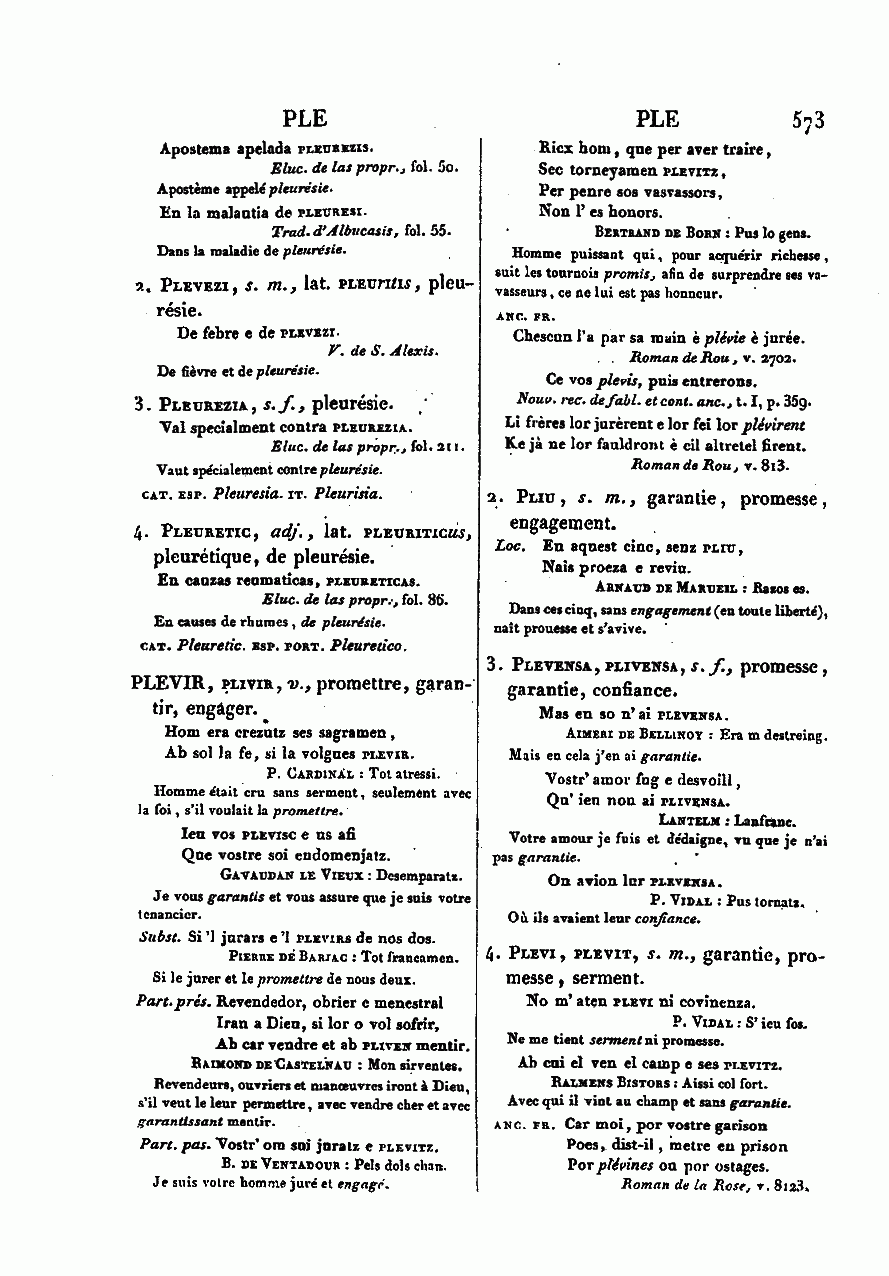 PLE
Apostema apelada PLEUREZIS.
Eluc. de las propr., fol. 50.
Apostème appelé pleurésie.
En la malautia de PLEURESI.
Trad. d'Albucasis, fol. 55.
Dans la maladie de pleurésie.
2. PLEVEZI, s. m., lat. PLEURItIs, pleu-
résie.
De febre e de PLEVEZI.
V. de S. Alexis.
De fièvre et de pleurésie.
3. PLEUREZIA, s. f., pleurésie.
Val specialment contra PLEUREZIA.
Eluc. de las propr., fol. 211.
Vaut spécialement contre pleurésie.
CAT. ESP. Pleuresia. IT. Pleurisia.
4. PLEURETIC, adj., lat. PLEURITICus,
pleurétique, de pleurésie.
En cauzas reumaticas, PLEURETICAS.
Eluc. de las propr., fol. 86.
En causes de rhumes, de pleurésie.
CAT. Pleuretic. ESP. PORT. Pleuretico.
PLEVIR, PLIVIR, v., promettre, garan-
tir, engager.
Hom era crezutz ses sagramen,
Ab sol la fe, si la volgues PLEVIR.
P. CARDINAL : Tot atressi.
Homme était cru sans serment, seulement avec
la foi, s'il voulait la promettre.
Ieu vos PLEVISC e us afi
Que vostre soi endomenjatz.
GAVAUDAN LE VIEUX : Desemparatz.
Je vous garantis et vous assure que je suis votre
tenancier.
Subst. Si 'l jurars e 'l PLEVIRS de nos dos.
PIERRE DE BARJAC : Tot francamen.
Si le jurer et le promettre de nous deux.
Part. prés. Revendedor, obrier e menestral
Iran a Dieu, si lor o vol sofrir,
Ab car vendre et ab PLIVEN mentir.
RAIMOND DE CASTELNAU : Mon sirventes.
Revendeurs, ouvriers et manœuvres iront à Dieu,
s'il veut le leur permettre, avec vendre cher et avec
garantissant mentir.
Part. pas. Vostr' om soi juratz e PLEVITZ.
B. DE VENTADOUR : Pels dols chan.
Je suis votre homme juré et engagé.
PLE 573
Ricx hom, que per aver traire,
Sec torneyamen PLEVITZ,
Per penre sos vasvassors,
Non l' es honors.
BERTRAND DE BORN : Pus lo gens.
Homme puissant qui, pour acquérir richesse,
suit les tournois promis, afin de surprendre ses va-
vasseurs, ce ne lui est pas honneur.
ANC. FR.
Chescun l'a par sa main è plévie è jurée.
Roman de Rou, v. 2702.
Ce vos plevis, puis entrerons.
Nouv. rec. de fabl. et cont. anc., t. I, p. 359.
Li frères lor jurèrent e lor fei lor plévirent
Ke jà ne lor fauldront è cil altretel firent.
Roman de Rou, v. 813.
2. PLIU, s. m., garantie, promesse,
engagement.
Loc. En aquest cinc, senz PLIU,
Nais proeza e reviu.
ARNAUD DE MARUEIL : Razos es.
Dans ces cinq, sans engagement (en toute liberté),
naît prouesse et s'avive.
3. PLEVENSA, PLIVENSA, s. f., promesse,
garantie, confiance.
Mas en so n' ai PLEVENSA.
AIMERI DE BELLINOY : Era m destreing.
Mais en cela j'en ai garantie.
Vostr' amor fug e desvoill,
Qu' ieu non ai PLIVENSA.
LANTELM : Lanfranc.
Votre amour je fuis et dédaigne, vu que je n'ai
pas garantie.
On avion lur PLEVENSA.
P. VIDAL : Pus tornatz.
Où ils avaient leur confiance.
4. PLEVI, PLEVIT, s. m., garantie, pro-
messe, serment.
No m' aten PLEVI ni covinenza.
P. VIDAL : S' ieu fos.
Ne me tient serment ni promesse.
Ab cui el ven el camp e ses PLEVITZ.
RALMENS BISTORS : Aissi col fort.
Avec qui il vint au champ et sans garantie.
ANC. FR. Car moi, por vostre garison
Poes, dist-il, metre en prison
Por plévines ou por ostages.
Roman de la Rose, v. 8123.